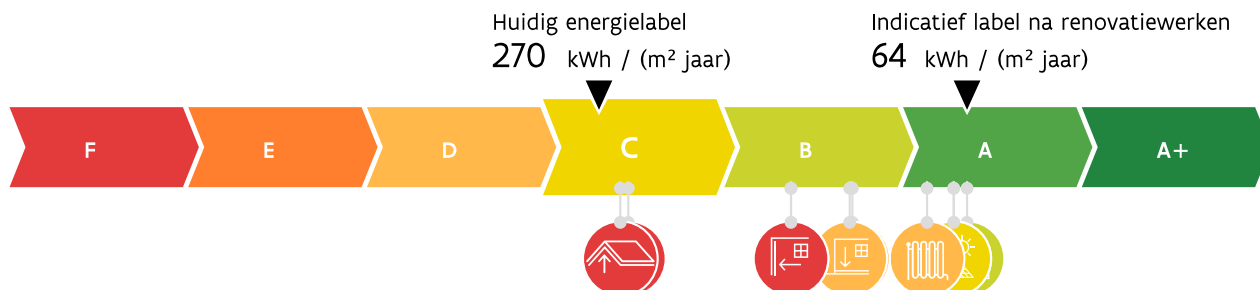 Huidig energielabel
270 kWh / (m² jaar)
Indicatief label na renovatiewerken
64 kWh / (m² jaar)
F E D C B A A+